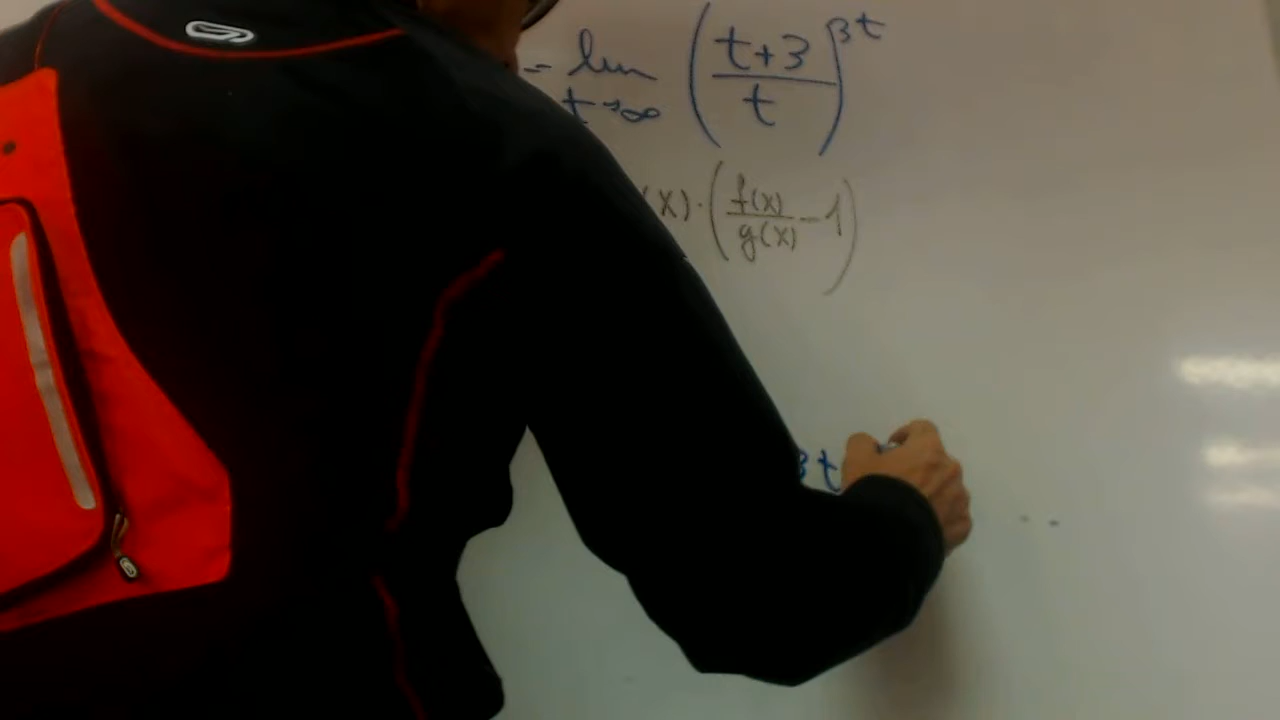 = lim t→∞ ((t+3)/t)^3t
(x)·(f(x)/g(x) − 1)
3t